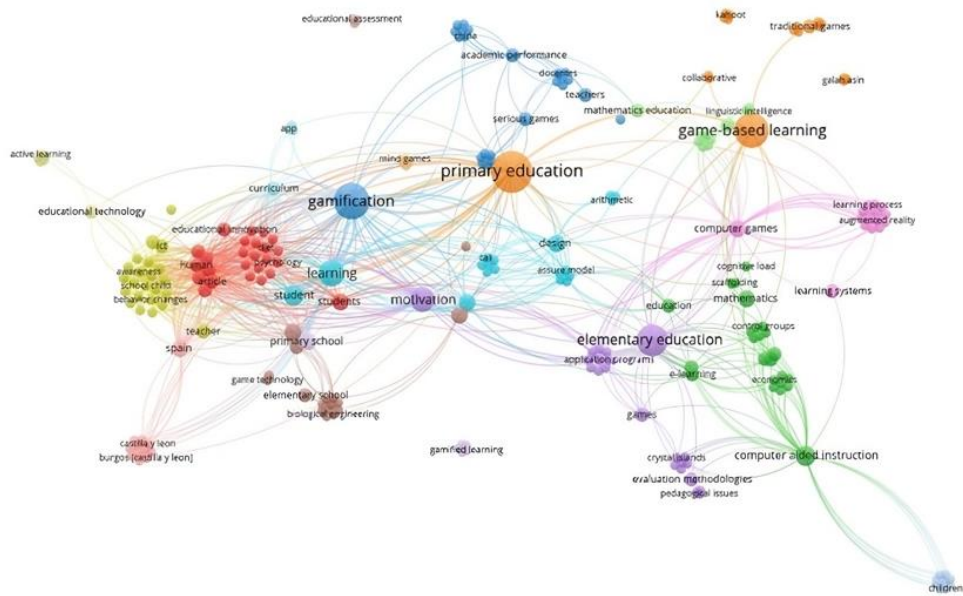 educational assessment
kahoot
traditional games
china
academic performance
docentes
collaborative
galah asin
teachers
mathematics education
linguistic intelligence
serious games
app
game-based learning
active learning
mind games
primary education
curriculum
gamification
arithmetic
learning process
educational technology
augmented reality
educational innovation
computer games
ict
design
human
psychology
cai
awareness
learning
assure model
cognitive load
article
school child
scaffolding
student
students
motivation
education
mathematics
learning systems
behavior changes
teacher
primary school
elementary education
control groups
spain
application programs
e-learning
economics
game technology
elementary school
biological engineering
games
castilla y leon
gamified learning
burgos [castilla y leon]
crystal islands
computer aided instruction
evaluation methodologies
pedagogical issues
children